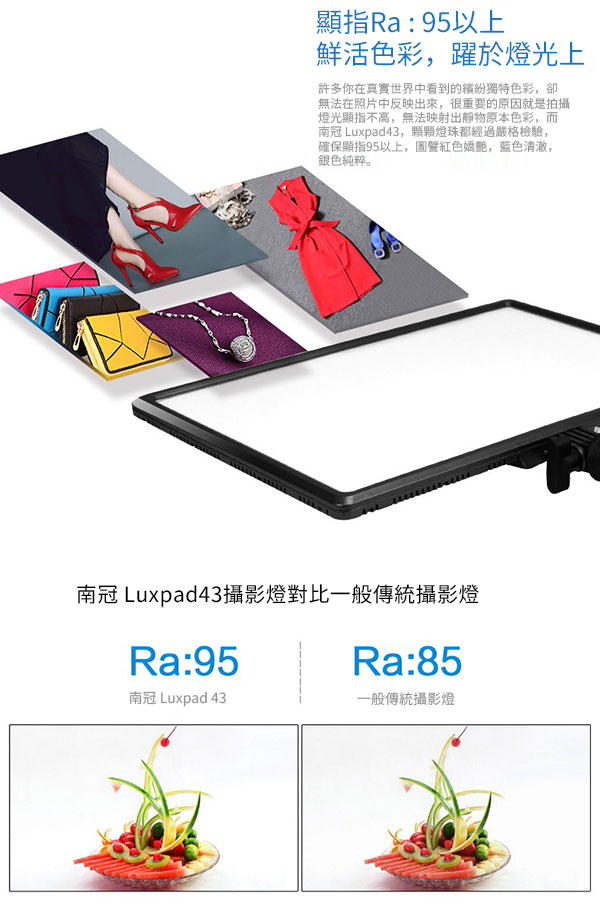 顯指Ra : 95以上
鮮活色彩，躍於燈光上
許多你在真實世界中看到的繽紛獨特色彩，卻
無法在照片中反映出來，很重要的原因就是拍攝
燈光顯指不高，無法映射出靜物原本色彩，而
南冠 Luxpad43，顆顆燈珠都經過嚴格檢驗，
確保顯指95以上，圖譽紅色嬌艷，藍色清澈，
銀色純粹。
南冠 Luxpad43攝影燈對比一般傳統攝影燈
Ra:95
Ra:85
南冠 Luxpad 43
一般傳統攝影燈